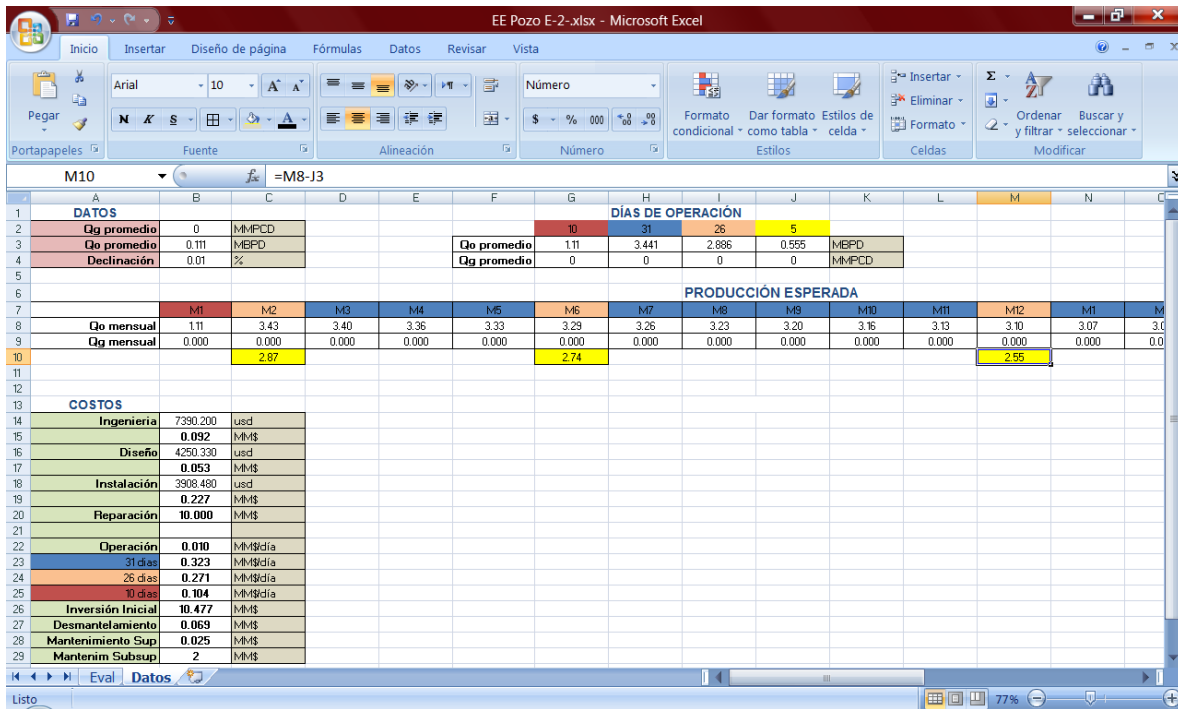 EE Pozo E-2-.xlsx - Microsoft Excel
Inicio Insertar Diseño de página Fórmulas Datos Revisar Vista
Pegar
Portapapeles
Arial 10
N K S
Fuente
Alineación
Número
$ % 000
Número
Formato condicional
Dar formato como tabla
Estilos de celda
Estilos
Insertar
Eliminar
Formato
Celdas
Ordenar y filtrar
Buscar y seleccionar
Modificar
M10 fx =M8-J3
A B C D E F G H I J K L M N
1 DATOS DÍAS DE OPERACIÓN
2 Qg promedio 0 MMPCD 10 31 26 5
3 Qo promedio 0.111 MBPD Qo promedio 1.11 3.441 2.886 0.555 MBPD
4 Declinación 0.01 % Qg promedio 0 0 0 0 MMPCD
5
6 PRODUCCIÓN ESPERADA
7 M1 M2 M3 M4 M5 M6 M7 M8 M9 M10 M11 M12 M1 M
8 Qo mensual 1.11 3.43 3.40 3.36 3.33 3.29 3.26 3.23 3.20 3.16 3.13 3.10 3.07 3.0
9 Qg mensual 0.000 0.000 0.000 0.000 0.000 0.000 0.000 0.000 0.000 0.000 0.000 0.000 0.000 0.0
10 2.87 2.74 2.55
11
12
13 COSTOS
14 Ingenieria 7390.200 usd
15 0.092 MM$
16 Diseño 4250.330 usd
17 0.053 MM$
18 Instalación 3908.480 usd
19 0.227 MM$
20 Reparación 10.000 MM$
21
22 Operación 0.010 MM$/día
23 31 dias 0.323 MM$/día
24 26 dias 0.271 MM$/día
25 10 dias 0.104 MM$/día
26 Inversión Inicial 10.477 MM$
27 Desmantelamiento 0.069 MM$
28 Mantenimiento Sup 0.025 MM$
29 Mantenim Subsup 2 MM$
Eval Datos
Listo 77%